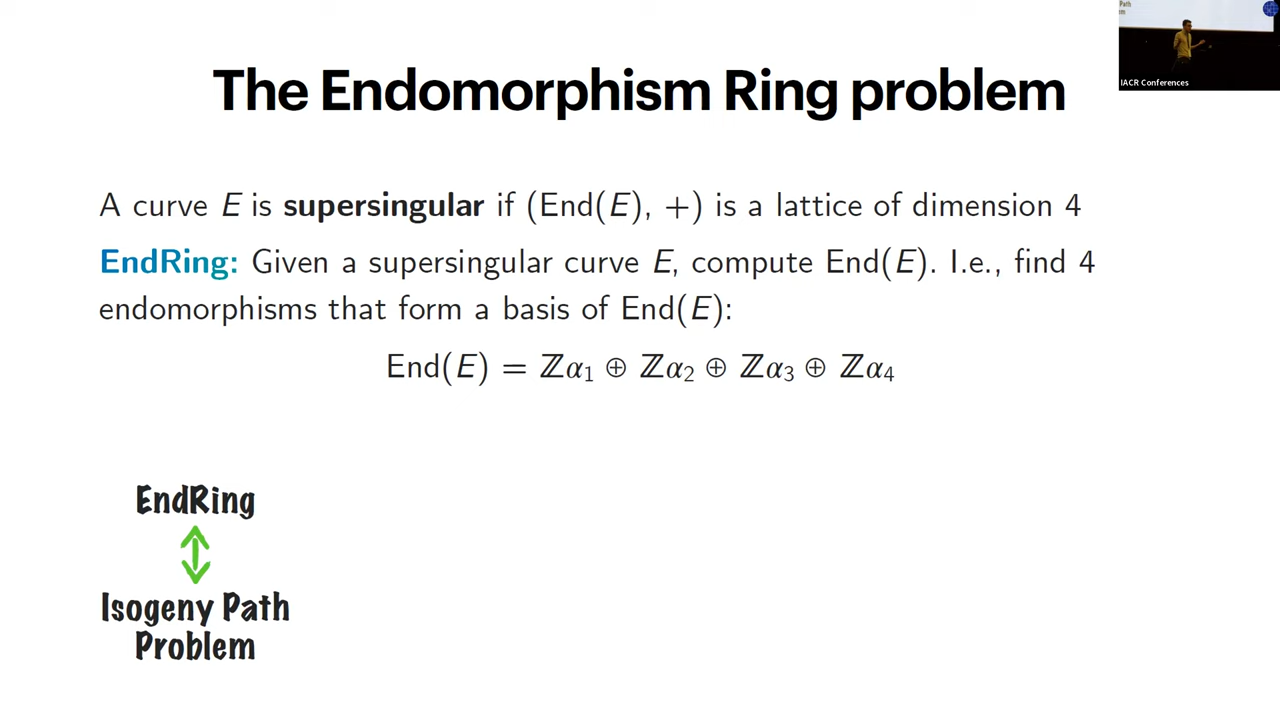 Path
em
IACR Conferences
The Endomorphism Ring problem
A curve E is supersingular if (End(E), +) is a lattice of dimension 4
EndRing: Given a supersingular curve E, compute End(E). I.e., find 4
endomorphisms that form a basis of End(E):
End(E) = ℤα₁ ⊕ ℤα₂ ⊕ ℤα₃ ⊕ ℤα₄
EndRing
Isogeny Path
Problem